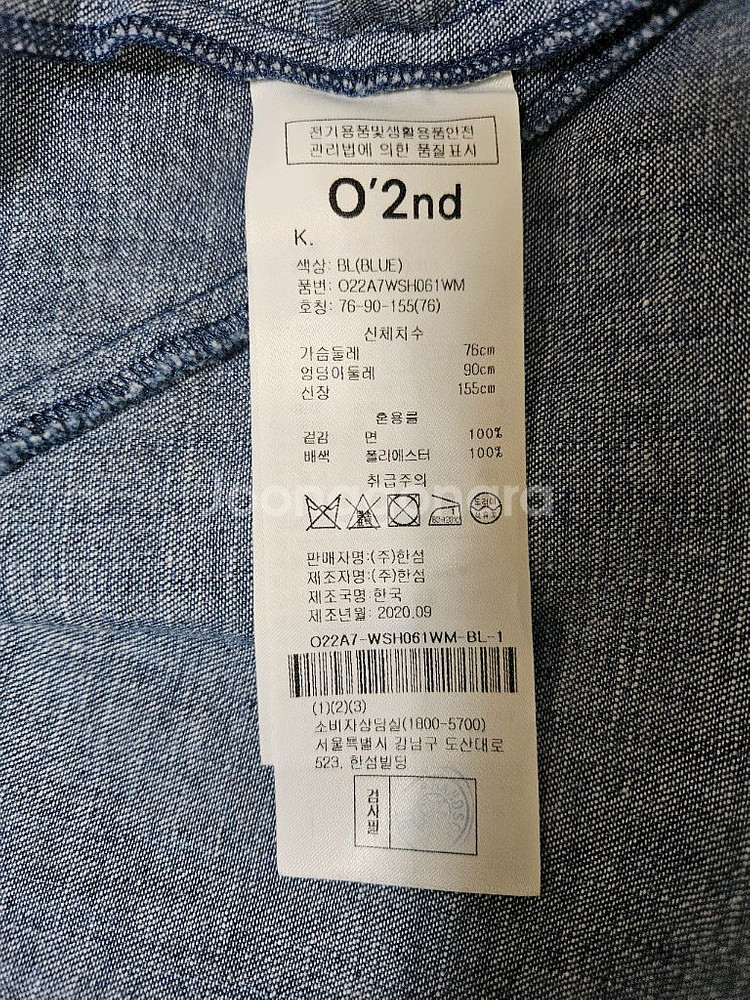 전기용품및생활용품안전
관리법에 의한 품질표시
O'2nd
K.
색상: BL(BLUE)
품번: O22A7WSH061WM
호칭: 76-90-155(76)
신체치수
가슴둘레 76cm
엉덩이둘레 90cm
신장 155cm
혼용률
겉감 면 100%
배색 폴리에스터 100%
취급주의
joongonara
드라이
판매자명:(주)한섬
제조자명:(주)한섬
제조국명:한국
제조년월: 2020.09
O22A7-WSH061WM-BL-1
(1)(2)(3)
소비자상담실(1800-5700)
서울특별시 강남구 도산대로
523, 한섬빌딩
검사필